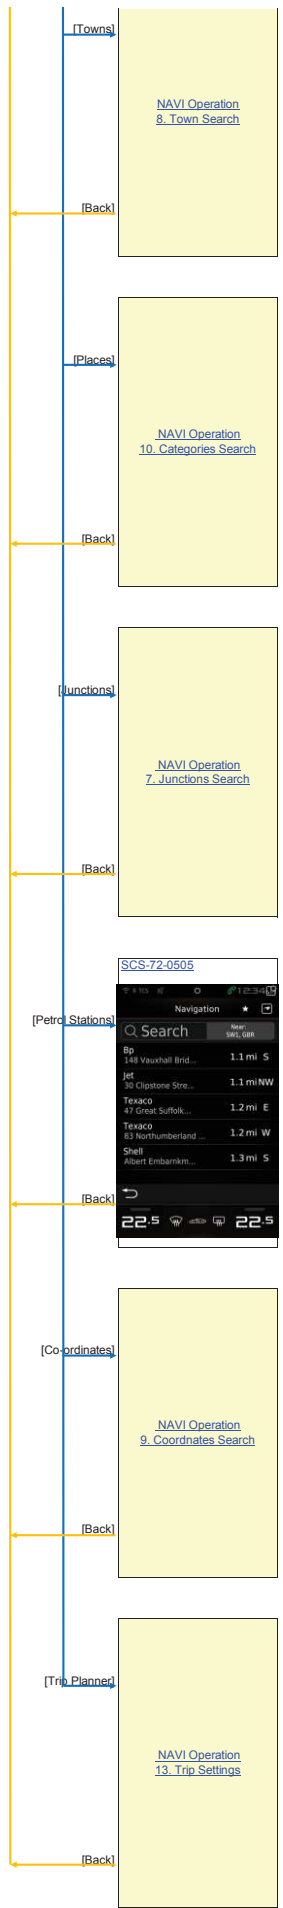 [Towns]
NAVI Operation
8. Town Search
[Back]
[Places]
NAVI Operation
10. Categories Search
[Back]
[Junctions]
NAVI Operation
7. Junctions Search
[Back]
SCS-72-0505
12:34
[Petrol Stations]
Navigation
Search
Near:
SW1, GBR
Bp
148 Vauxhall Brid...
1.1 mi S
Jet
30 Clipstone Stre...
1.1 mi NW
Texaco
47 Great Suffolk...
1.2 mi E
Texaco
83 Northumberland ...
1.2 mi W
Shell
Albert Embarnkm...
1.3 mi S
[Back]
22.5 22.5
[Co-ordinates]
NAVI Operation
9. Coordnates Search
[Back]
[Trip Planner]
NAVI Operation
13. Trip Settings
[Back]